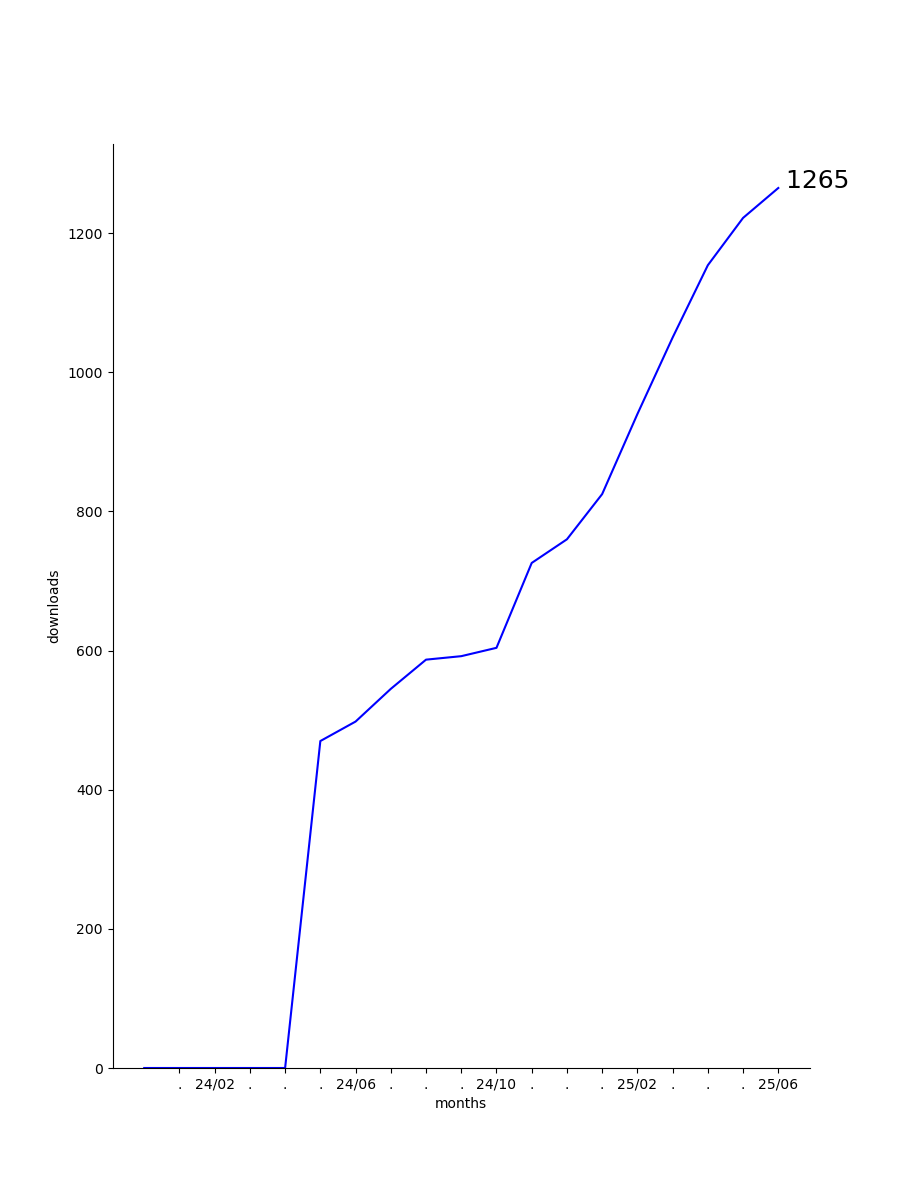 1265
1200
1000
800
600
400
200
0
downloads
. 24/02 . . . 24/06 . . . 24/10 . . . 25/02 . . . 25/06
months